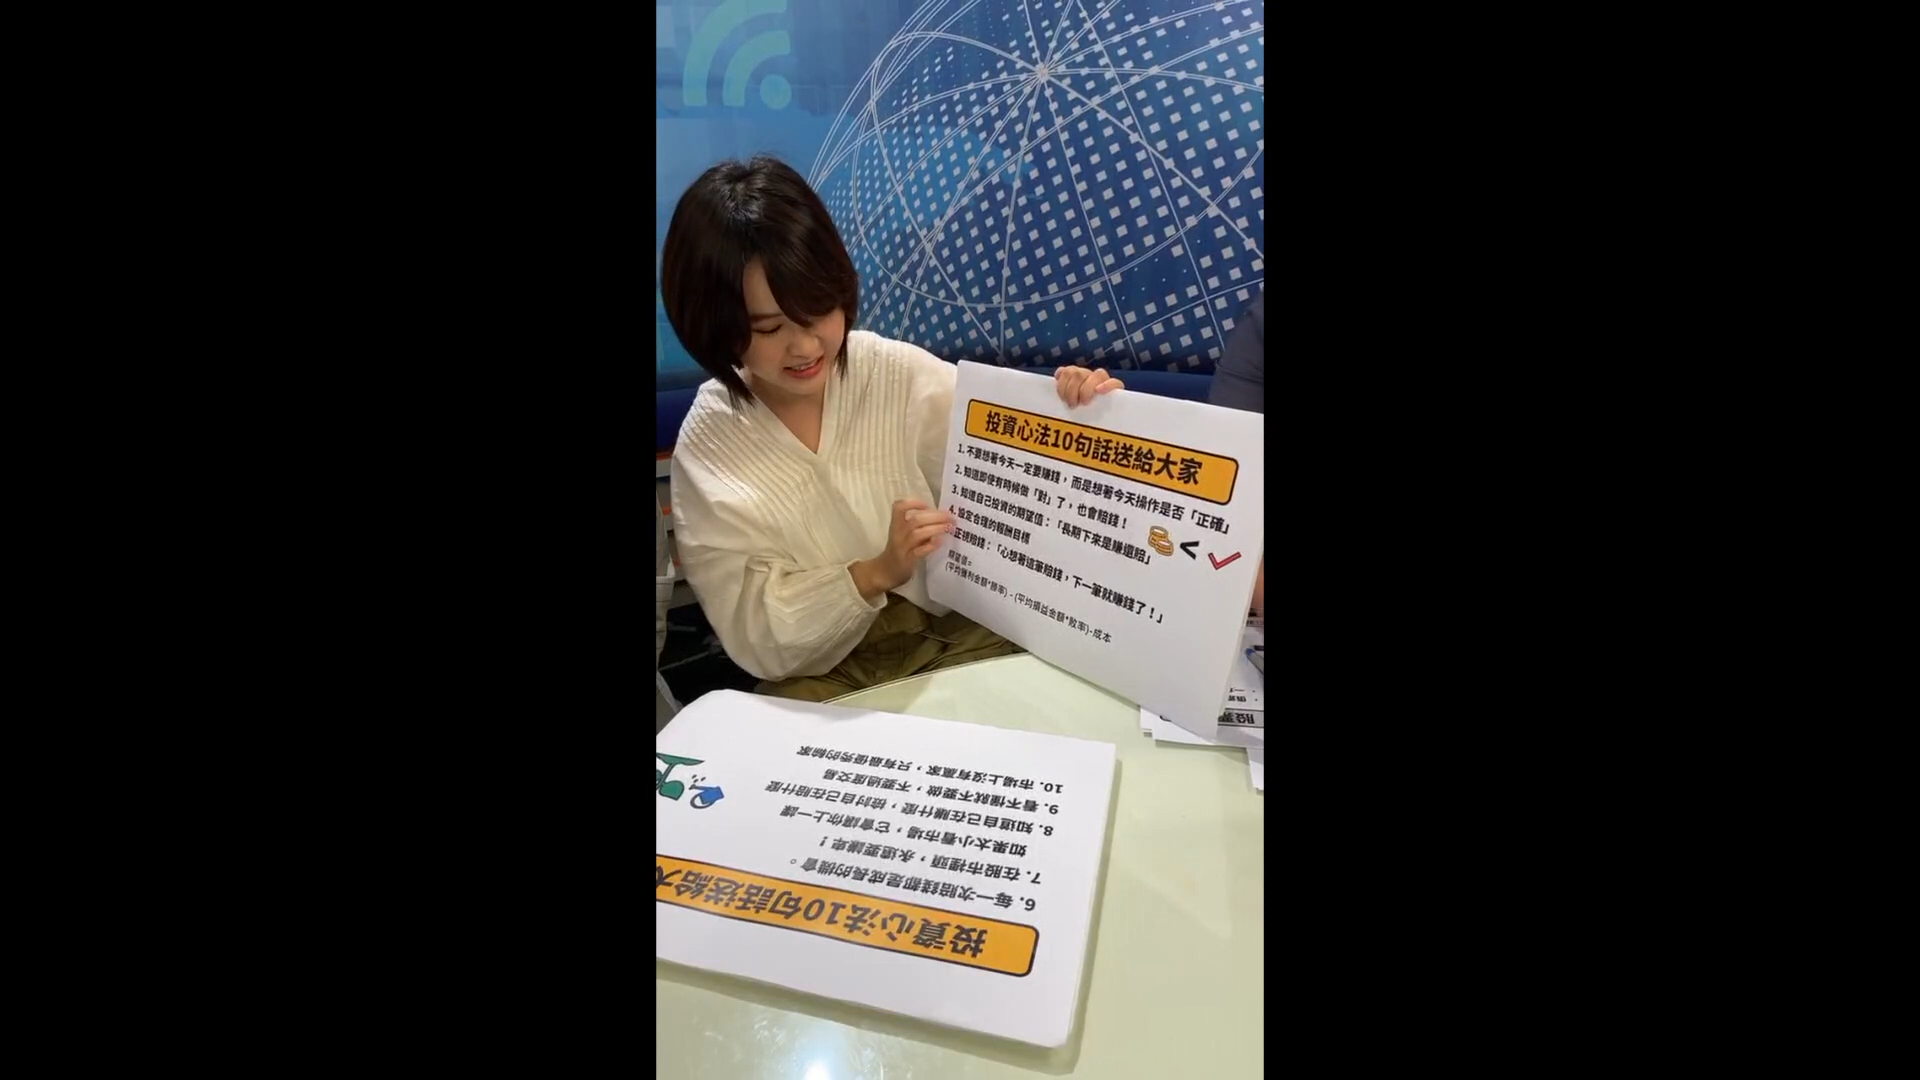 投資心法10句話送給大家
1. 不要想著今天一定要賺錢，而是想著今天操作是否「正確」
2. 知道即使有時候做「對」了，也會賠錢！
3. 知道自己投資的期望值：「長期下來是賺還賠」
4. 設定合理的報酬目標
正視賠錢：「心想著這筆賠錢，下一筆就賺錢了！」
期望值=
(平均獲利金額*勝率) - (平均損益金額*敗率)-成本
投資心法10句話送給大
6. 每一次賠錢都是成長的機會。
7. 在股市裡頭，永遠要謙卑！
如果太小看市場，它會讓你上一課
8. 知道自己在賺什麼，檢討自己在賠什麼
9. 看不懂就不要做，不要過度交易
10. 市場上沒有贏家，只有最優秀的輸家
股票